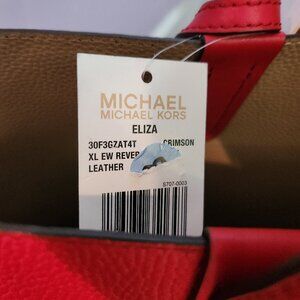 MICHAEL
MICHAEL KORS
ELIZA
30F3GZAT4T CRIMSON
XL EW REVER
LEATHER
S707-0003